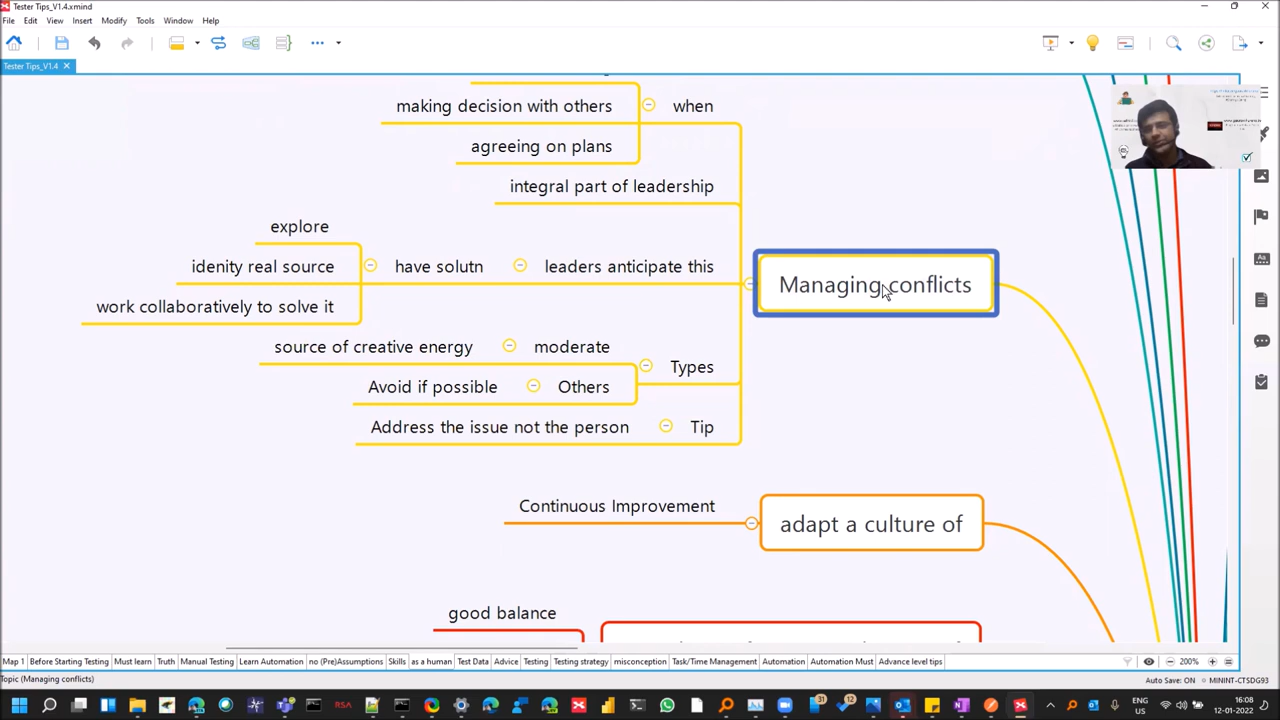 Tester Tips_V1.4.xmind
File Edit View Insert Modify Tools Window Help
Tester Tips_V1.4
making decision with others
when
agreeing on plans
integral part of leadership
explore
idenity real source
have solutn
leaders anticipate this
Managing conflicts
work collaboratively to solve it
source of creative energy
moderate
Types
Avoid if possible
Others
Address the issue not the person
Tip
Continuous Improvement
adapt a culture of
good balance
Map 1 Before Starting Testing Must learn Truth Manual Testing Learn Automation no (Pre)Assumptions Skills as a human Test Data Advice Testing Testing strategy misconception Task/Time Management Automation Automation Must Advance level tips
200%
Topic (Managing conflicts)
Auto Save: ON MININT-CTSDG93
RSA
31
12
ENG
US
16:08
12-01-2022